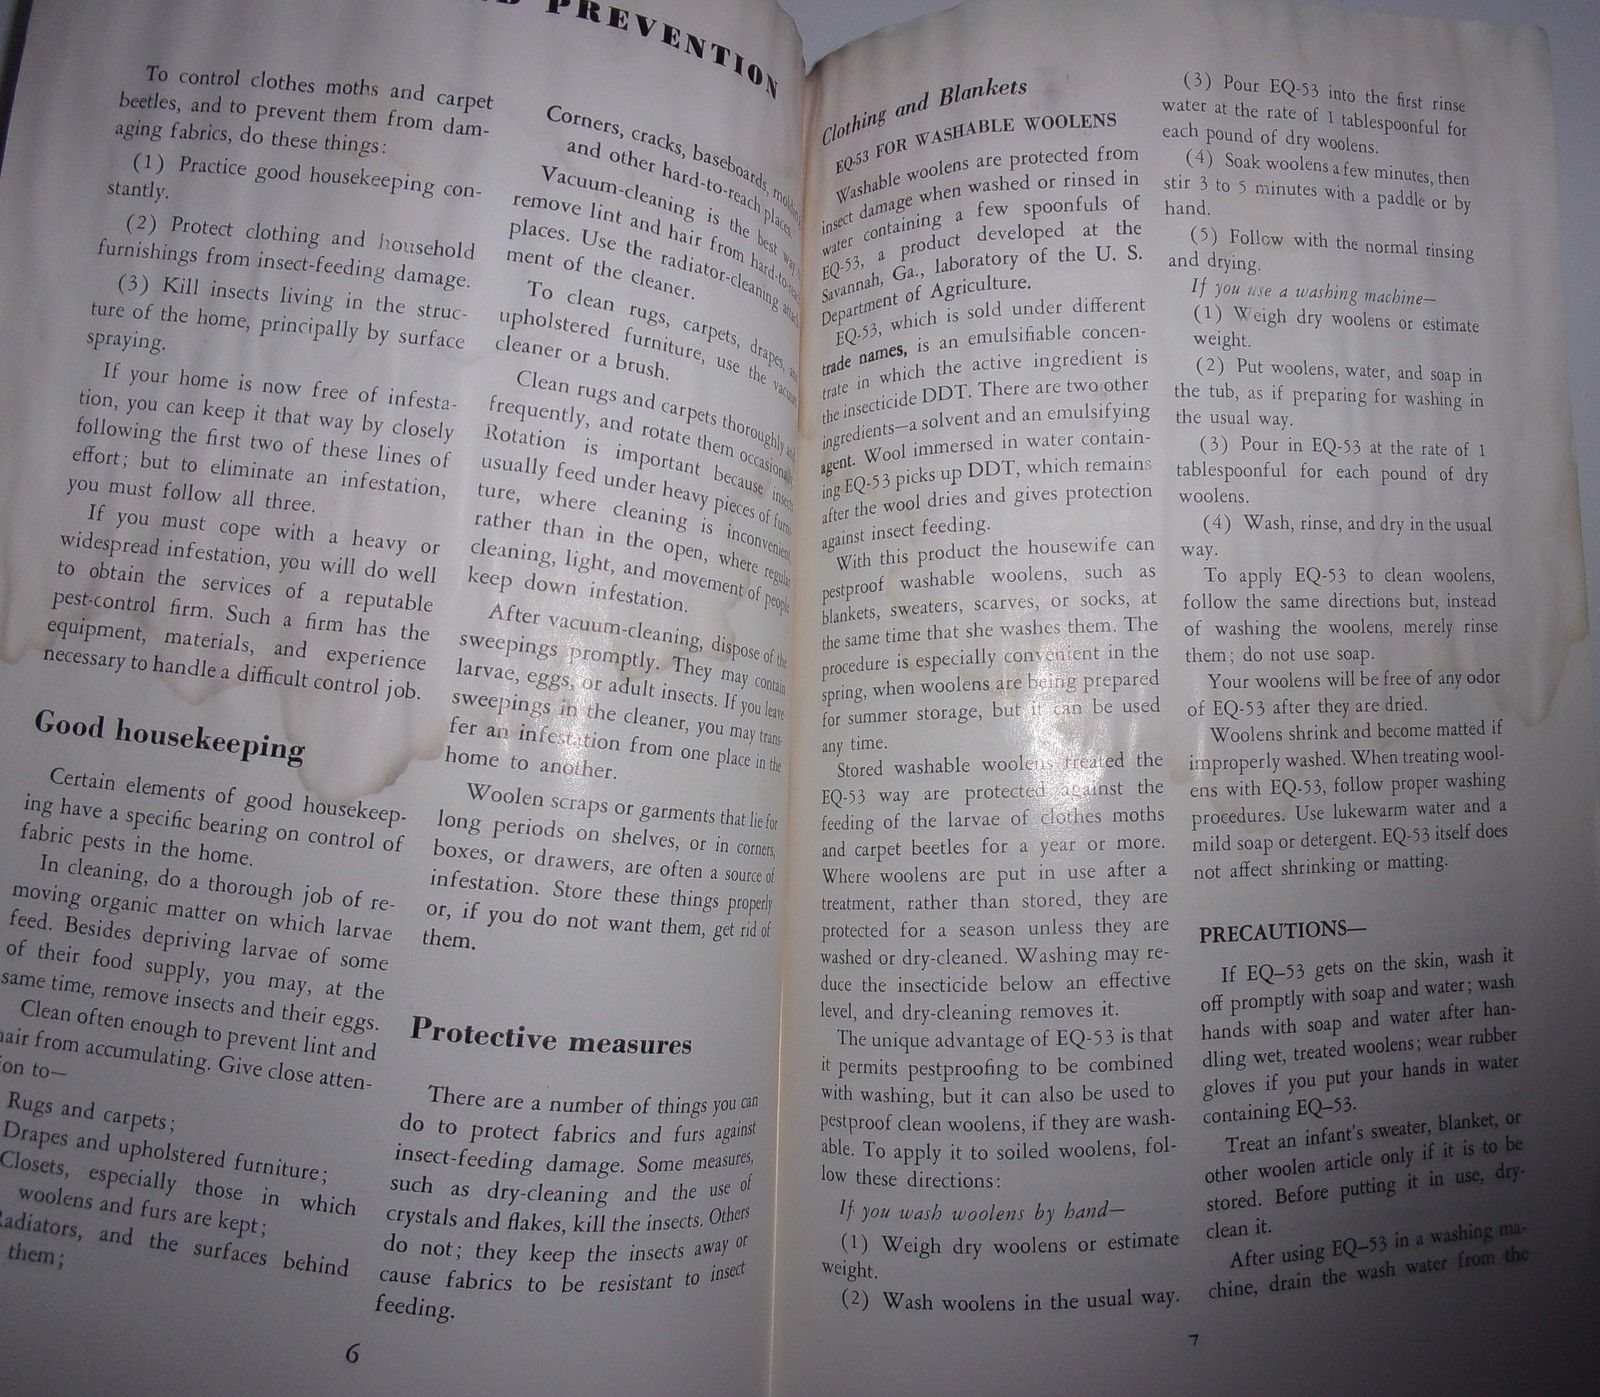 PREVENTION
To control clothes moths and carpet
beetles, and to prevent them from dam-
aging fabrics, do these things:
(1) Practice good housekeeping con-
stantly.
(2) Protect clothing and household
furnishings from insect-feeding damage.
(3) Kill insects living in the struc-
ture of the home, principally by surface
spraying.
If your home is now free of infesta-
tion, you can keep it that way by closely
following the first two of these lines of
effort; but to eliminate an infestation,
you must follow all three.
If you must cope with a heavy or
widespread infestation, you will do well
to obtain the services of a reputable
pest-control firm. Such a firm has the
equipment, materials, and experience
necessary to handle a difficult control job.
Good housekeeping
Certain elements of good housekeep-
ing have a specific bearing on control of
fabric pests in the home.
In cleaning, do a thorough job of re-
moving organic matter on which larvae
feed. Besides depriving larvae of some
of their food supply, you may, at the
same time, remove insects and their eggs.
Clean often enough to prevent lint and
hair from accumulating. Give close atten-
on to—
Rugs and carpets;
Drapes and upholstered furniture;
Closets, especially those in which
woolens and furs are kept;
Radiators, and the surfaces behind
them;
Corners, cracks, baseboards,
and other hard-to-reach places.
Vacuum-cleaning is the best way
remove lint and hair from
places. Use the radiator-cleaning
ment of the cleaner.
To clean rugs, carpets, drapes,
upholstered furniture, use the vacuum
cleaner or a brush.
Clean rugs and carpets thoroughly and
frequently, and rotate them occasionally.
Rotation is important because insects
usually feed under heavy pieces of furni-
ture, where cleaning is inconvenient,
rather than in the open, where regular
cleaning, light, and movement of people
keep down infestation.
After vacuum-cleaning, dispose of the
sweepings promptly. They may contain
larvae, eggs, or adult insects. If you leave
sweepings in the cleaner, you may trans-
fer an infestation from one place in the
home to another.
Woolen scraps or garments that lie for
long periods on shelves, or in corners,
boxes, or drawers, are often a source of
infestation. Store these things properly
or, if you do not want them, get rid of
them.
Protective measures
There are a number of things you can
do to protect fabrics and furs against
insect-feeding damage. Some measures,
such as dry-cleaning and the use of
crystals and flakes, kill the insects. Others
do not; they keep the insects away or
cause fabrics to be resistant to insect
feeding.
6
Clothing and Blankets
EQ-53 FOR WASHABLE WOOLENS
Washable woolens are protected from
insect damage when washed or rinsed in
water containing a few spoonfuls of
EQ-53, a product developed at the
Savannah, Ga., laboratory of the U. S.
Department of Agriculture.
EQ-53, which is sold under different
trade names, is an emulsifiable concen-
trate in which the active ingredient is
the insecticide DDT. There are two other
ingredients—a solvent and an emulsifying
agent. Wool immersed in water contain-
ing EQ-53 picks up DDT, which remains
after the wool dries and gives protection
against insect feeding.
With this product the housewife can
pestproof washable woolens, such as
blankets, sweaters, scarves, or socks, at
the same time that she washes them. The
procedure is especially convenient in the
spring, when woolens are being prepared
for summer storage, but it can be used
any time.
Stored washable woolens treated the
EQ-53 way are protected against the
feeding of the larvae of clothes moths
and carpet beetles for a year or more.
Where woolens are put in use after a
treatment, rather than stored, they are
protected for a season unless they are
washed or dry-cleaned. Washing may re-
duce the insecticide below an effective
level, and dry-cleaning removes it.
The unique advantage of EQ-53 is that
it permits pestproofing to be combined
with washing, but it can also be used to
pestproof clean woolens, if they are wash-
able. To apply it to soiled woolens, fol-
low these directions:
If you wash woolens by hand—
(1) Weigh dry woolens or estimate
weight.
(2) Wash woolens in the usual way.
(3) Pour EQ-53 into the first rinse
water at the rate of 1 tablespoonful for
each pound of dry woolens.
(4) Soak woolens a few minutes, then
stir 3 to 5 minutes with a paddle or by
hand.
(5) Follow with the normal rinsing
and drying.
If you use a washing machine—
(1) Weigh dry woolens or estimate
weight.
(2) Put woolens, water, and soap in
the tub, as if preparing for washing in
the usual way.
(3) Pour in EQ-53 at the rate of 1
tablespoonful for each pound of dry
woolens.
(4) Wash, rinse, and dry in the usual
way.
To apply EQ-53 to clean woolens,
follow the same directions but, instead
of washing the woolens, merely rinse
them; do not use soap.
Your woolens will be free of any odor
of EQ-53 after they are dried.
Woolens shrink and become matted if
improperly washed. When treating wool-
ens with EQ-53, follow proper washing
procedures. Use lukewarm water and a
mild soap or detergent. EQ-53 itself does
not affect shrinking or matting.
PRECAUTIONS—
If EQ–53 gets on the skin, wash it
off promptly with soap and water; wash
hands with soap and water after han-
dling wet, treated woolens; wear rubber
gloves if you put your hands in water
containing EQ–53.
Treat an infant's sweater, blanket, or
other woolen article only if it is to be
stored. Before putting it in use, dry-
clean it.
After using EQ–53 in a washing ma-
chine, drain the wash water from the
7